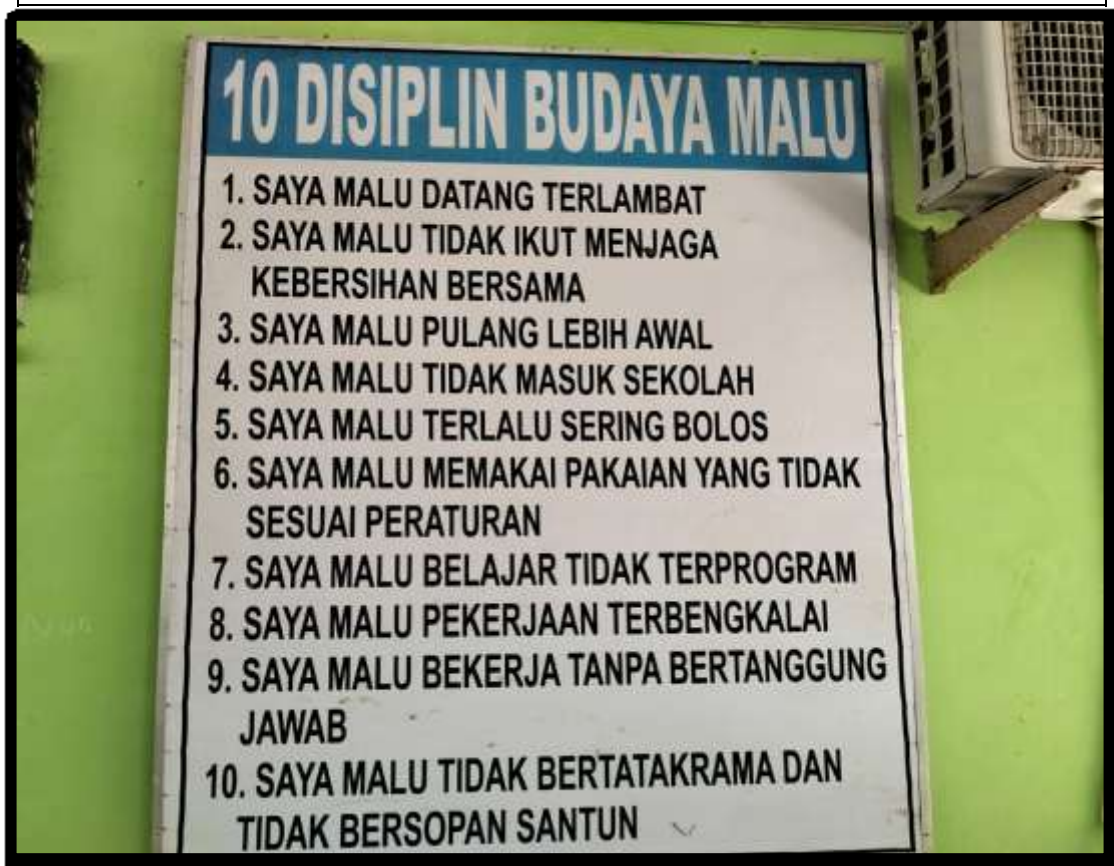 10 DISIPLIN BUDAYA MALU
1. SAYA MALU DATANG TERLAMBAT
2. SAYA MALU TIDAK IKUT MENJAGA
KEBERSIHAN BERSAMA
3. SAYA MALU PULANG LEBIH AWAL
4. SAYA MALU TIDAK MASUK SEKOLAH
5. SAYA MALU TERLALU SERING BOLOS
6. SAYA MALU MEMAKAI PAKAIAN YANG TIDAK
SESUAI PERATURAN
7. SAYA MALU BELAJAR TIDAK TERPROGRAM
8. SAYA MALU PEKERJAAN TERBENGKALAI
9. SAYA MALU BEKERJA TANPA BERTANGGUNG
JAWAB
10. SAYA MALU TIDAK BERTATAKRAMA DAN
TIDAK BERSOPAN SANTUN